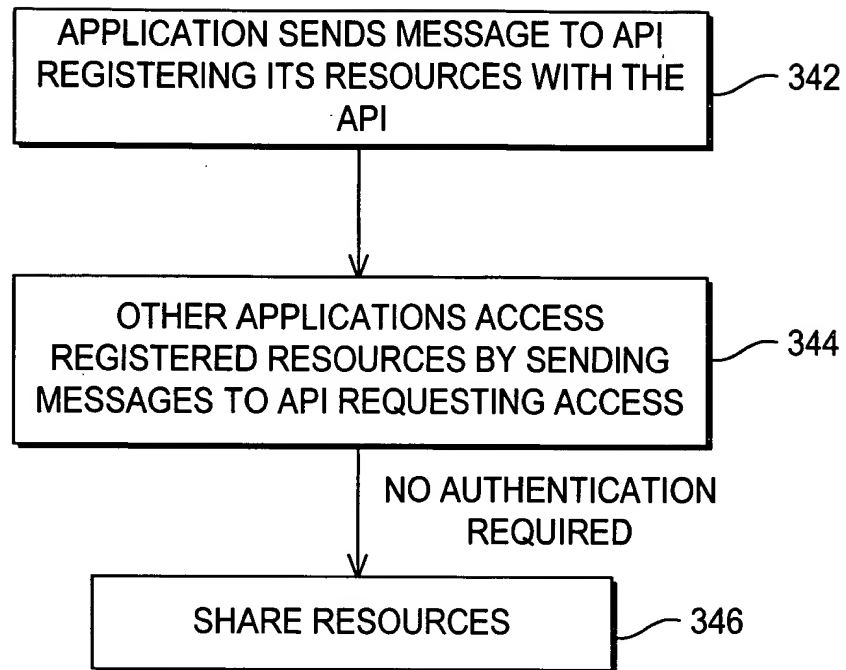 APPLICATION SENDS MESSAGE TO API
REGISTERING ITS RESOURCES WITH THE
API
342
OTHER APPLICATIONS ACCESS
REGISTERED RESOURCES BY SENDING
MESSAGES TO API REQUESTING ACCESS
344
NO AUTHENTICATION
REQUIRED
SHARE RESOURCES
346